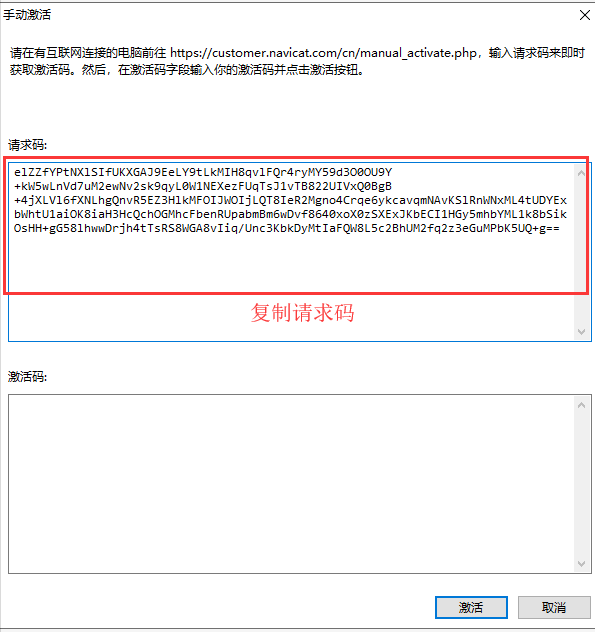 手动激活
请在有互联网连接的电脑前往 https://customer.navicat.com/cn/manual_activate.php，输入请求码来即时
获取激活码。然后，在激活码字段输入你的激活码并点击激活按钮。
请求码:
elZZfYPtNXlSIfUKXGAJ9EeLY9tLkMIH8qvlFQr4ryMY59d3O0OU9Y
+kW5wLnVd7uM2ewNv2sk9qyL0W1NEXezFUqTsJ1vTB822UIVxQ0BgB
+4jXLVl6fXNLhgQnvR5EZ3HlkMFOIJWOIjLQT8IeR2Mgno4Crqe6ykcavqmNAvKSlRnWNxML4tUDYEx
bWhtU1aiOK8iaH3HcQchOGMhcFbenRUpabmBm6wDvf8640xoX0zSXExJKbECI1HGy5mhbYML1k8bSik
OsHH+gG58lhwwDrjh4tTsRS8WGA8vIiq/Unc3KbkDyMtIaFQW8L5c2BhUM2fq2z3eGuMPbK5UQ+g==
复制请求码
激活码:
激活
取消